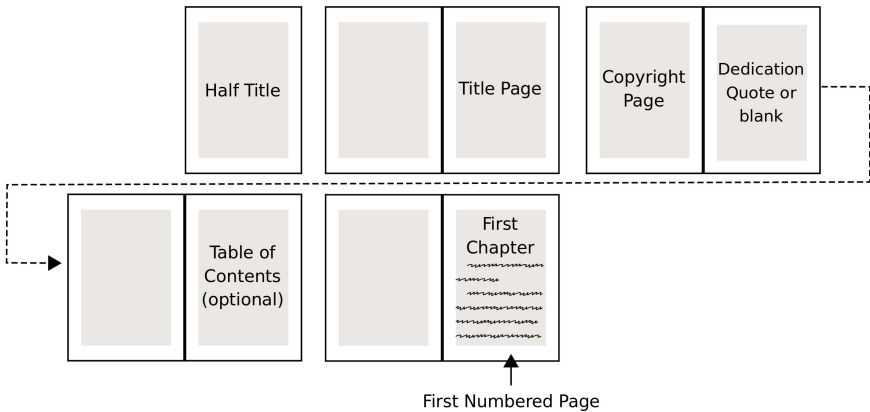 Half Title
Title Page
Copyright
Page
Dedication
Quote or
blank
Table of
Contents
(optional)
First
Chapter
First Numbered Page